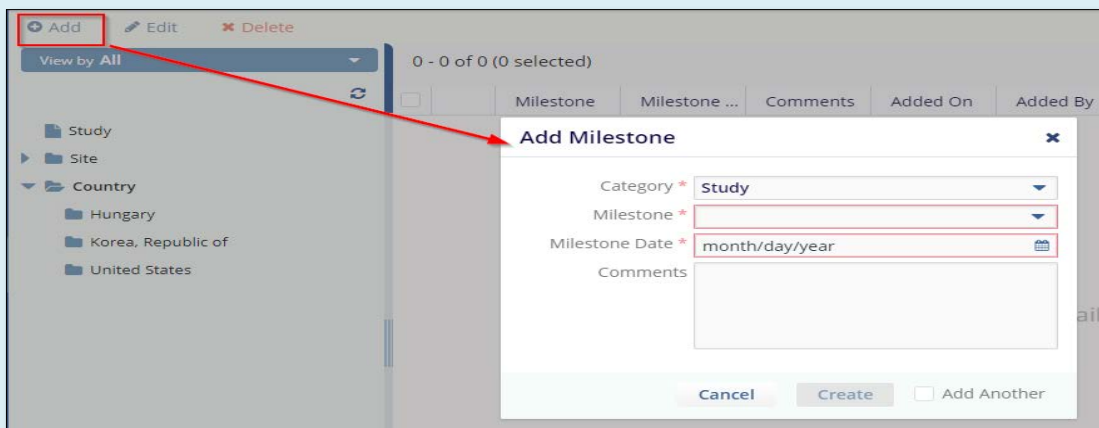 Add Edit Delete
View by All
0 - 0 of 0 (0 selected)
Milestone Milestone ... Comments Added On Added By
Study
Site
Country
Hungary
Korea, Republic of
United States
Add Milestone
Category * Study
Milestone *
Milestone Date * month/day/year
Comments
Cancel Create Add Another